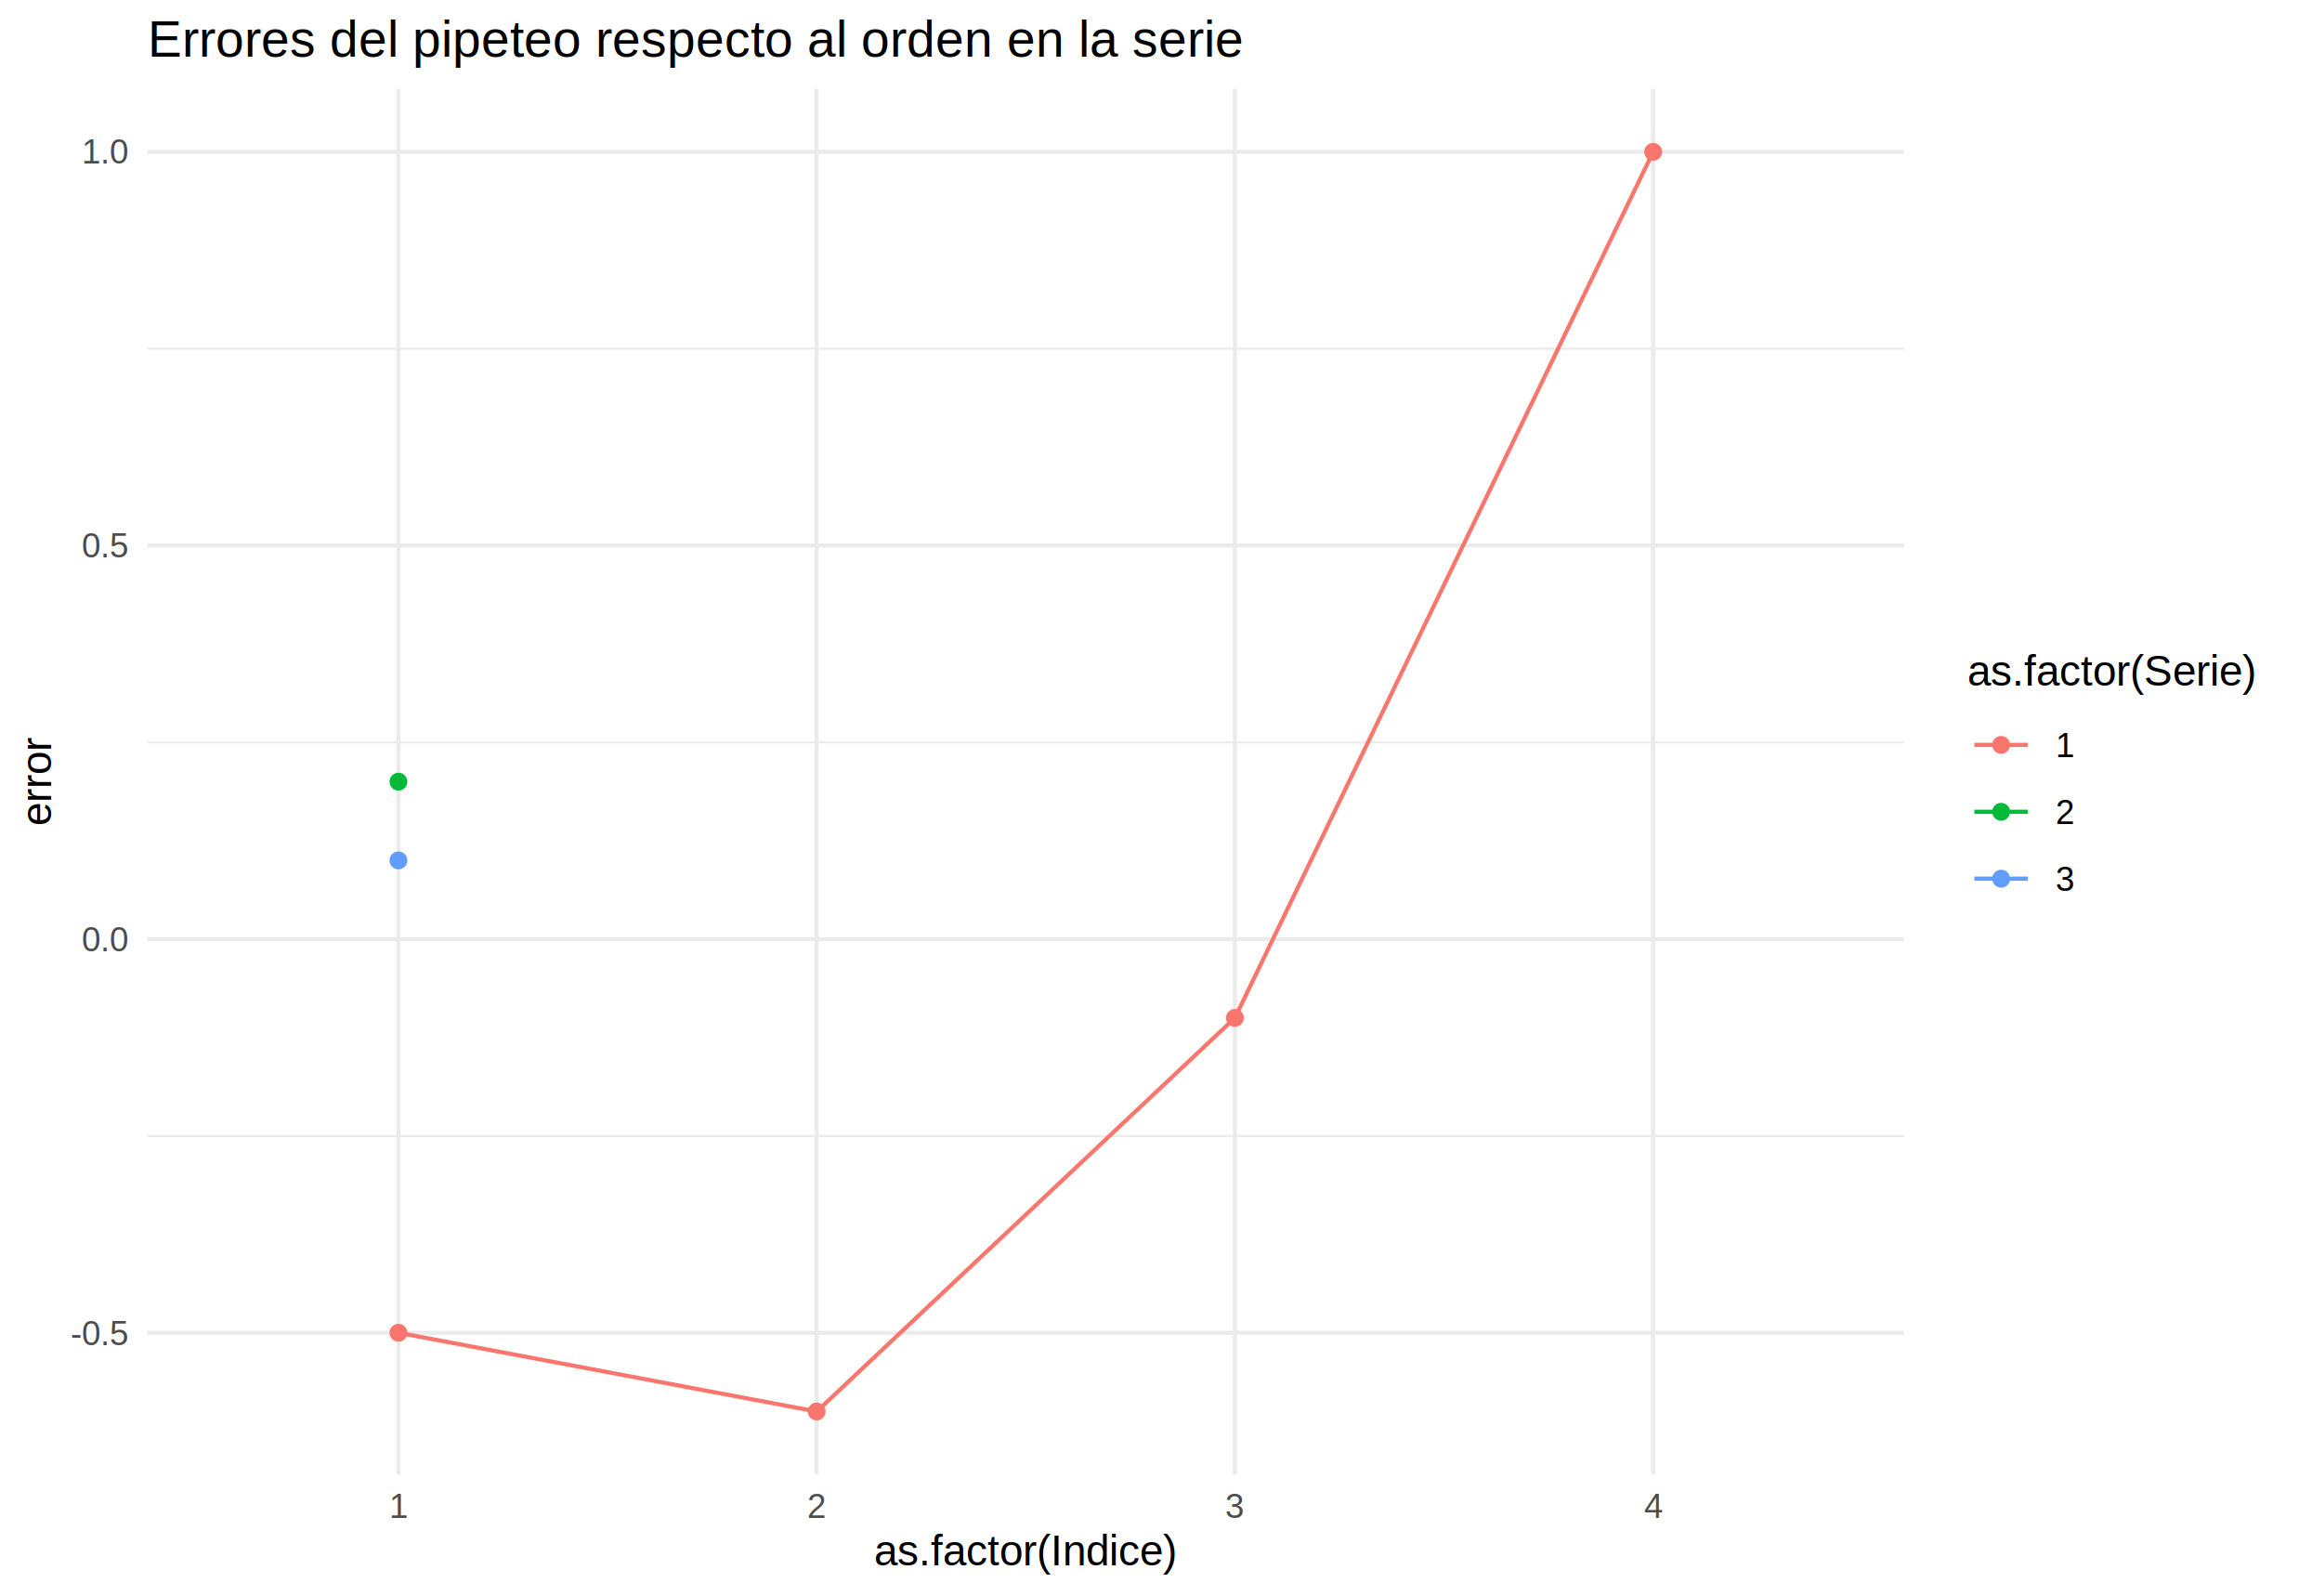 Errores del pipeteo respecto al orden en la serie
1.0
0.5
0.0
-0.5
error
1
2
3
4
as.factor(Indice)
as.factor(Serie)
1
2
3